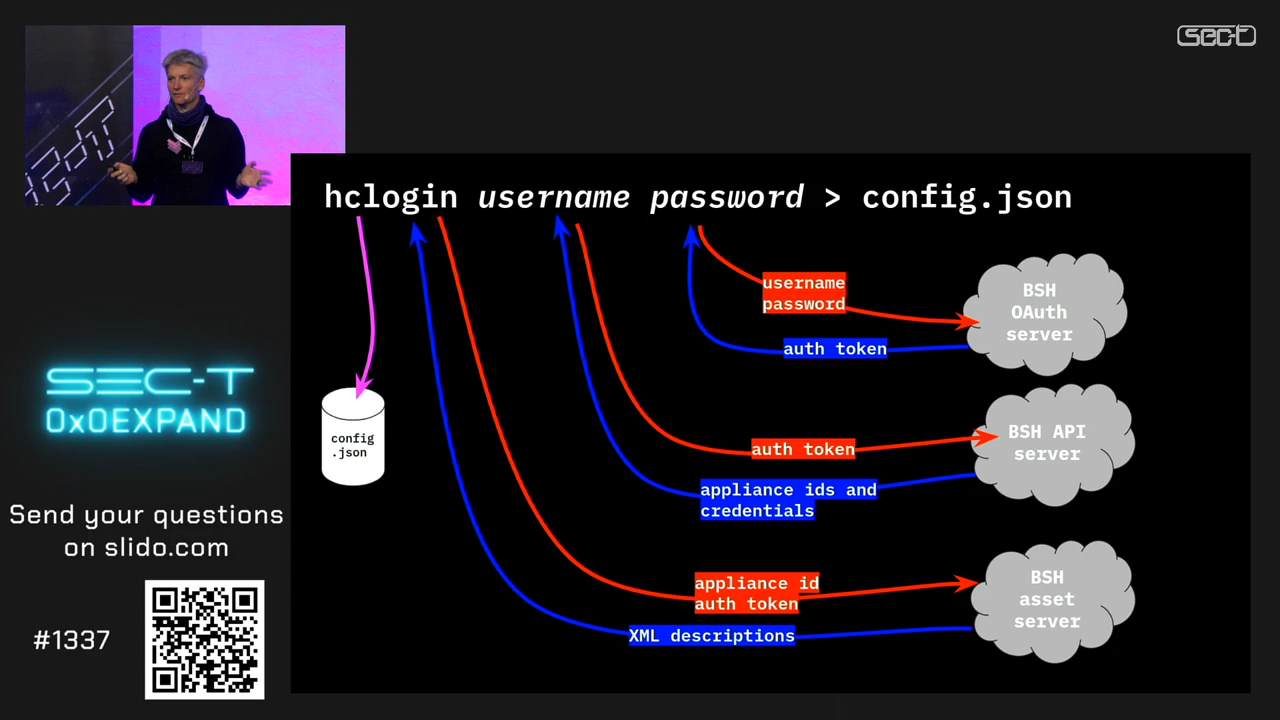 SEC-T
hclogin username password > config.json
username
password
BSH
OAuth
server
auth token
config
.json
BSH API
server
auth token
appliance ids and
credentials
SEC-T
0x0EXPAND
Send your questions
on slido.com
#1337
BSH
asset
server
appliance id
auth token
XML descriptions